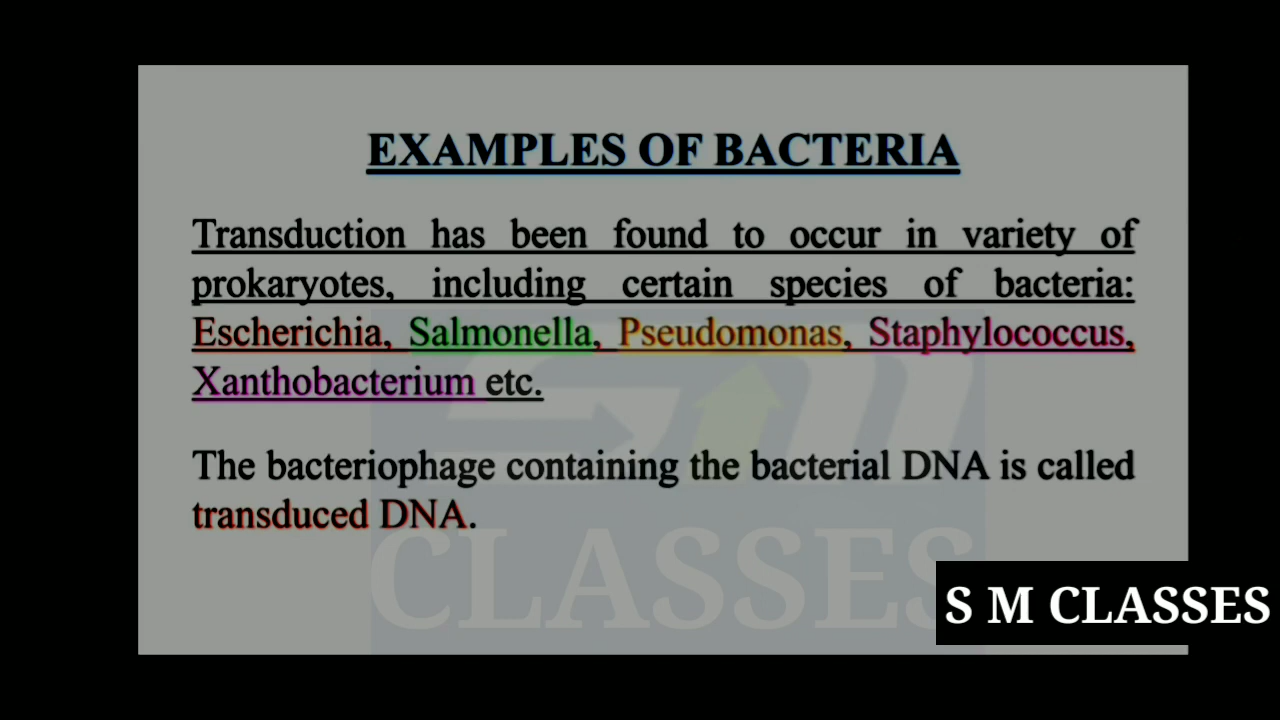 EXAMPLES OF BACTERIA
Transduction has been found to occur in variety of
prokaryotes, including certain species of bacteria:
Escherichia, Salmonella, Pseudomonas, Staphylococcus,
Xanthobacterium etc.
The bacteriophage containing the bacterial DNA is called
transduced DNA.
SM
CLASSES
S M CLASSES